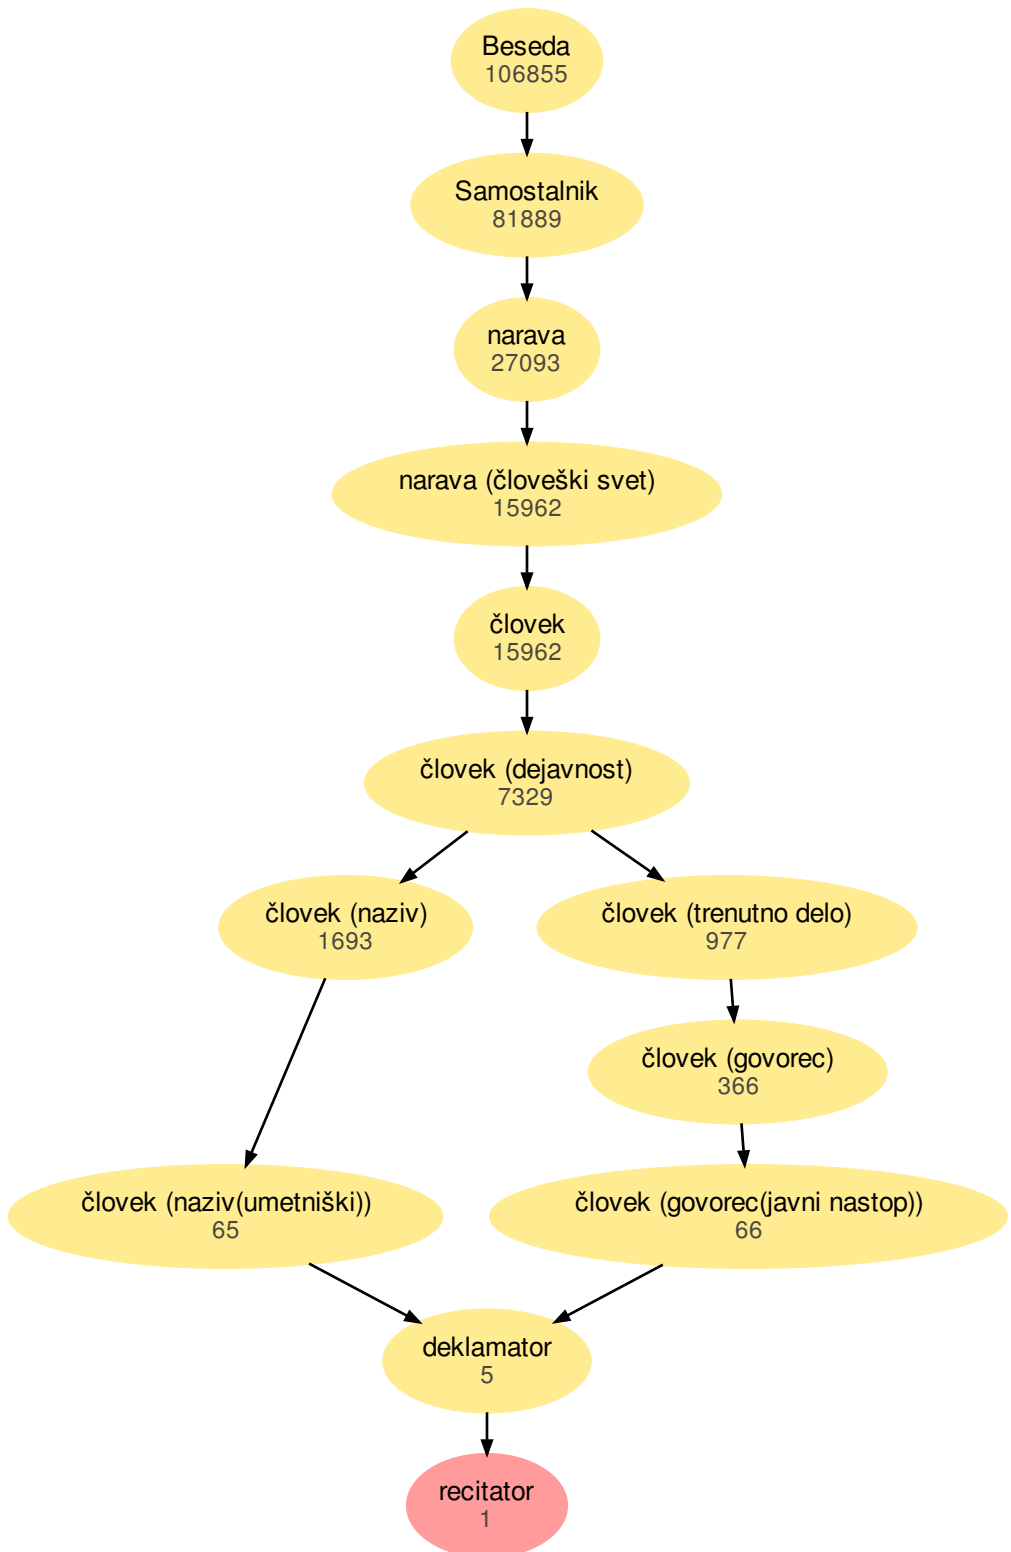 Beseda
106855
Samostalnik
81889
narava
27093
narava (človeški svet)
15962
človek
15962
človek (dejavnost)
7329
človek (naziv)
1693
človek (trenutno delo)
977
človek (govorec)
366
človek (naziv(umetniški))
65
človek (govorec(javni nastop))
66
deklamator
5
recitator
1